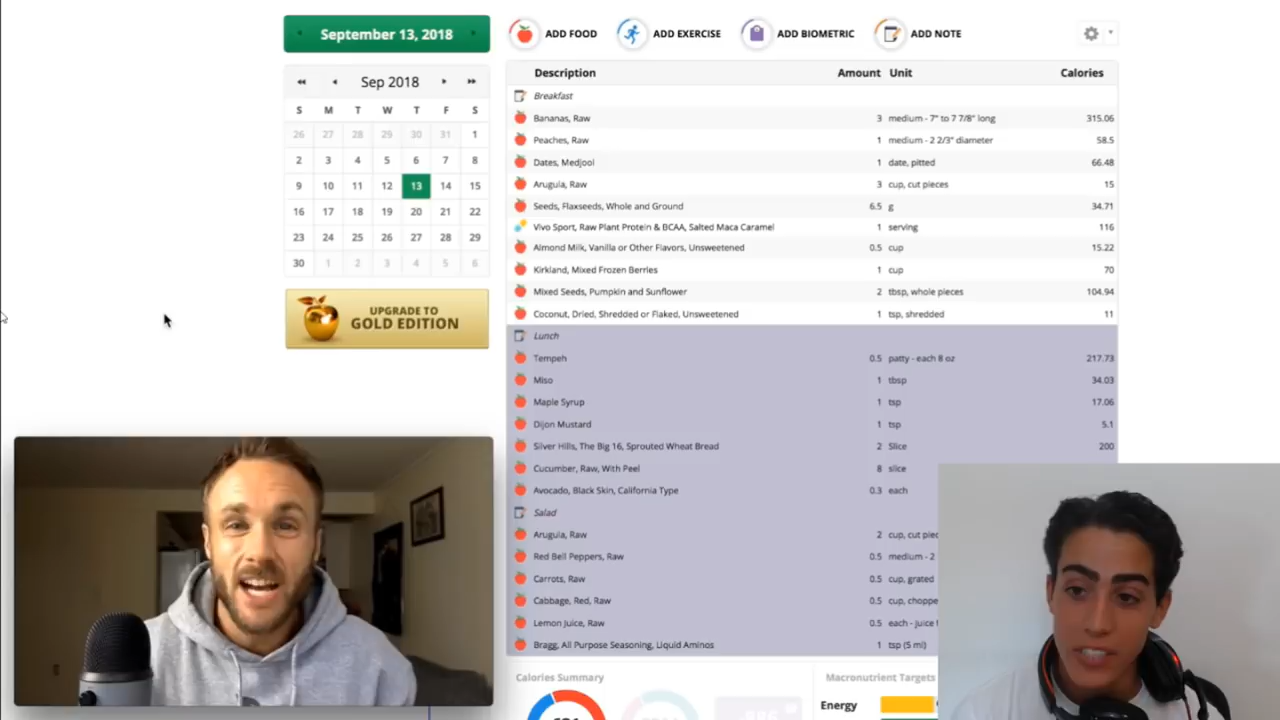 September 13, 2018
ADD FOOD ADD EXERCISE ADD BIOMETRIC ADD NOTE
Sep 2018
S M T W T F S
26 27 28 29 30 31 1
2 3 4 5 6 7 8
9 10 11 12 13 14 15
16 17 18 19 20 21 22
23 24 25 26 27 28 29
30 1 2 3 4 5 6
UPGRADE TO
GOLD EDITION
Description Amount Unit Calories
Breakfast
Bananas, Raw 3 medium - 7" to 7 7/8" long 315.06
Peaches, Raw 1 medium - 2 2/3" diameter 58.5
Dates, Medjool 1 date, pitted 66.48
Arugula, Raw 3 cup, cut pieces 15
Seeds, Flaxseeds, Whole and Ground 6.5 g 34.71
Vivo Sport, Raw Plant Protein & BCAA, Salted Maca Caramel 1 serving 116
Almond Milk, Vanilla or Other Flavors, Unsweetened 0.5 cup 15.22
Kirkland, Mixed Frozen Berries 1 cup 70
Mixed Seeds, Pumpkin and Sunflower 2 tbsp, whole pieces 104.94
Coconut, Dried, Shredded or Flaked, Unsweetened 1 tsp, shredded 11
Lunch
Tempeh 0.5 patty - each 8 oz 217.73
Miso 1 tbsp 34.03
Maple Syrup 1 tsp 17.06
Dijon Mustard 1 tsp 5.1
Silver Hills, The Big 16, Sprouted Wheat Bread 2 Slice 200
Cucumber, Raw, With Peel 8 slice
Avocado, Black Skin, California Type 0.3 each
Salad
Arugula, Raw 2 cup, cut piec
Red Bell Peppers, Raw 0.5 medium - 2
Carrots, Raw 0.5 cup, grated
Cabbage, Red, Raw 0.5 cup, choppe
Lemon Juice, Raw 0.5 each - juice
Bragg, All Purpose Seasoning, Liquid Aminos 1 tsp (5 ml)
Calories Summary Macronutrient Targets
Energy